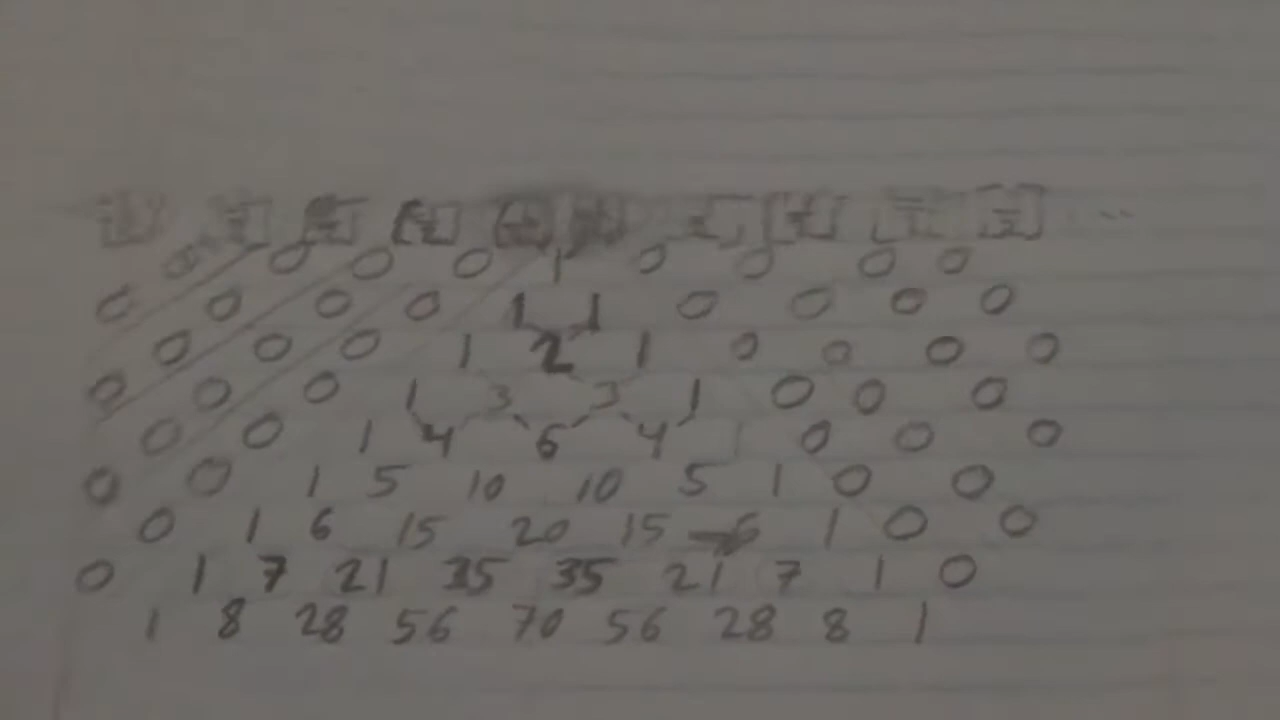 0 0 0 1 0 0 0 0
0 0 0 0 1 1 0 0 0 0
0 0 0 1 2 1 0 0 0 0
0 0 0 1 3 3 1 0 0 0
0 0 1 4 6 4 1 0 0 0
0 0 1 5 10 10 5 1 0 0
0 1 6 15 20 15 6 1 0 0
0 1 7 21 35 35 21 7 1 0
1 8 28 56 70 56 28 8 1